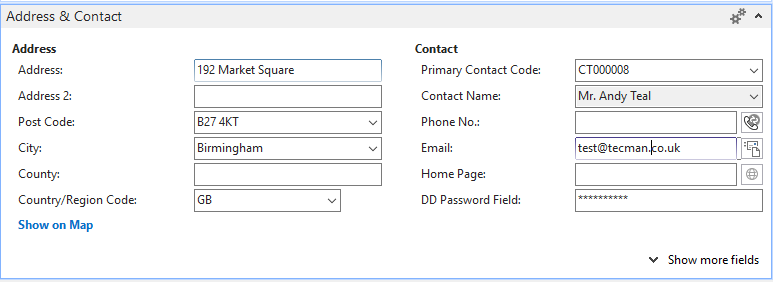 Address & Contact
Address
Address: 192 Market Square
Address 2:
Post Code: B27 4KT
City: Birmingham
County:
Country/Region Code: GB
Show on Map
Contact
Primary Contact Code: CT000008
Contact Name: Mr. Andy Teal
Phone No.:
Email: test@tecman.co.uk
Home Page:
DD Password Field: **********
Show more fields